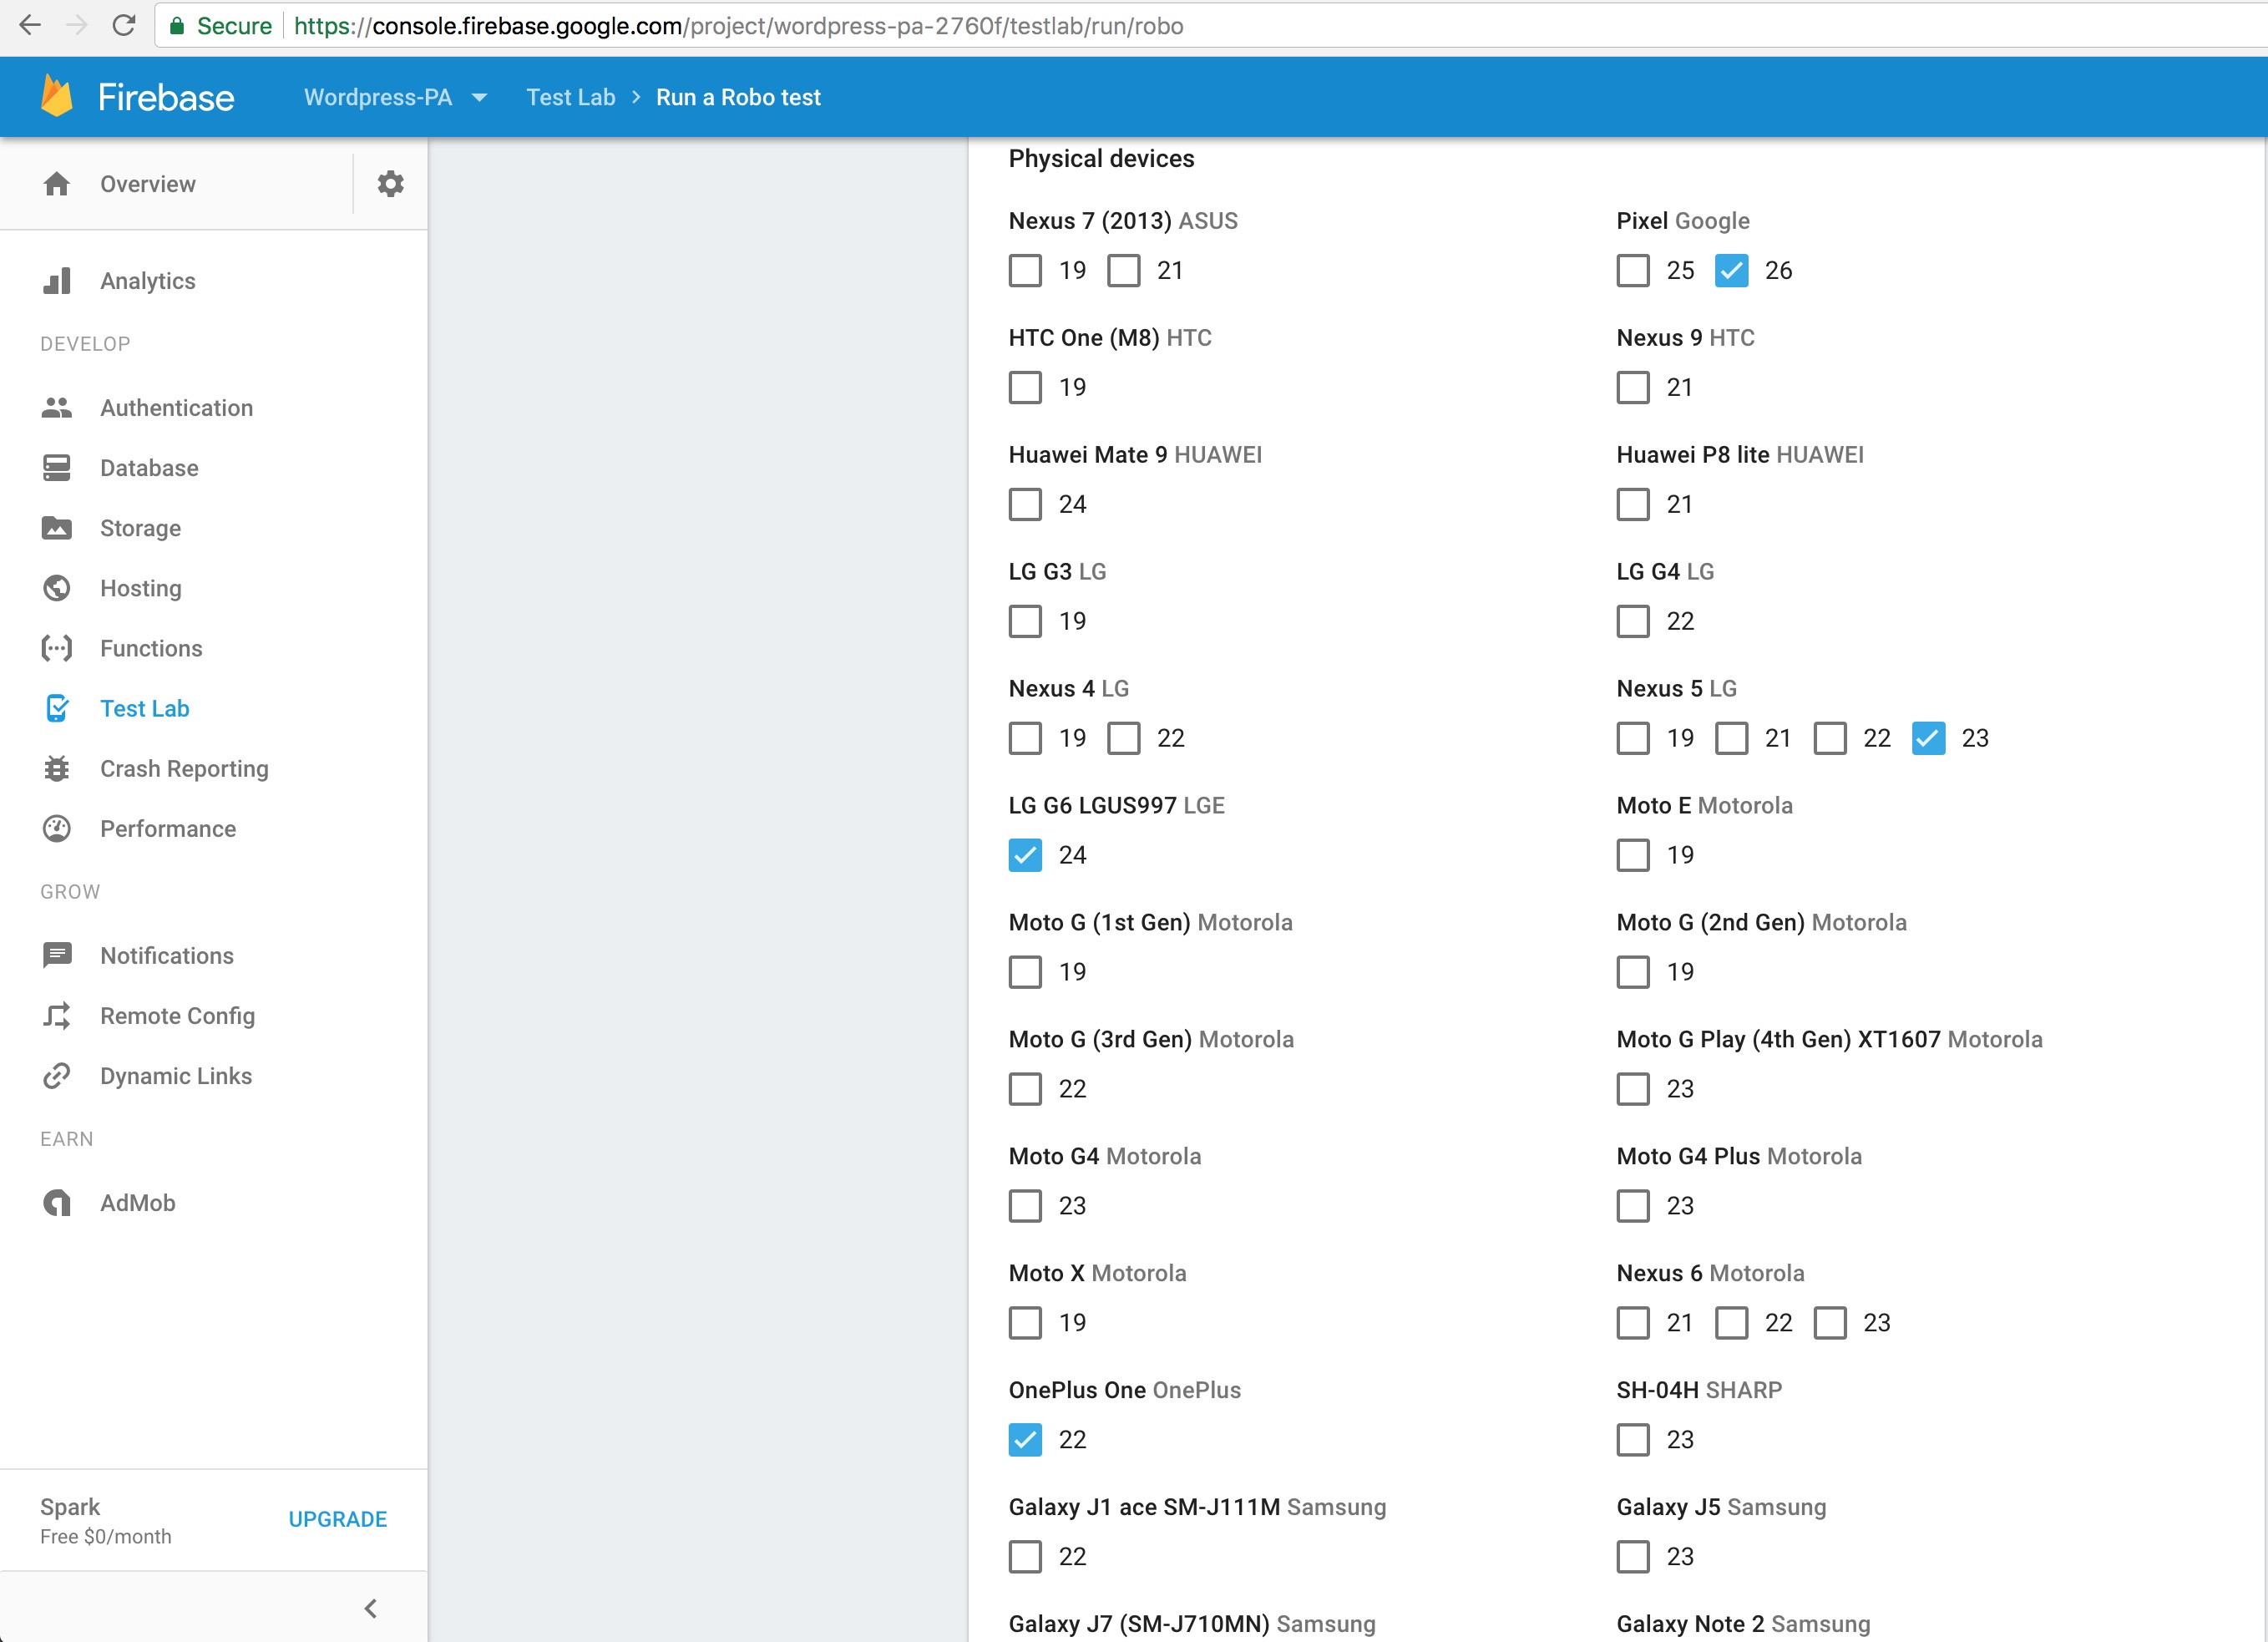 Secure https://console.firebase.google.com/project/wordpress-pa-2760f/testlab/run/robo
Firebase Wordpress-PA Test Lab > Run a Robo test
Overview
Analytics
DEVELOP
Authentication
Database
Storage
Hosting
Functions
Test Lab
Crash Reporting
Performance
GROW
Notifications
Remote Config
Dynamic Links
EARN
AdMob
Spark
Free $0/month
UPGRADE
Physical devices
Nexus 7 (2013) ASUS
19 21
Pixel Google
25 26
HTC One (M8) HTC
19
Nexus 9 HTC
21
Huawei Mate 9 HUAWEI
24
Huawei P8 lite HUAWEI
21
LG G3 LG
19
LG G4 LG
22
Nexus 4 LG
19 22
Nexus 5 LG
19 21 22 23
LG G6 LGUS997 LGE
24
Moto E Motorola
19
Moto G (1st Gen) Motorola
19
Moto G (2nd Gen) Motorola
19
Moto G (3rd Gen) Motorola
22
Moto G Play (4th Gen) XT1607 Motorola
23
Moto G4 Motorola
23
Moto G4 Plus Motorola
23
Moto X Motorola
19
Nexus 6 Motorola
21 22 23
OnePlus One OnePlus
22
SH-04H SHARP
23
Galaxy J1 ace SM-J111M Samsung
22
Galaxy J5 Samsung
23
Galaxy J7 (SM-J710MN) Samsung
Galaxy Note 2 Samsung